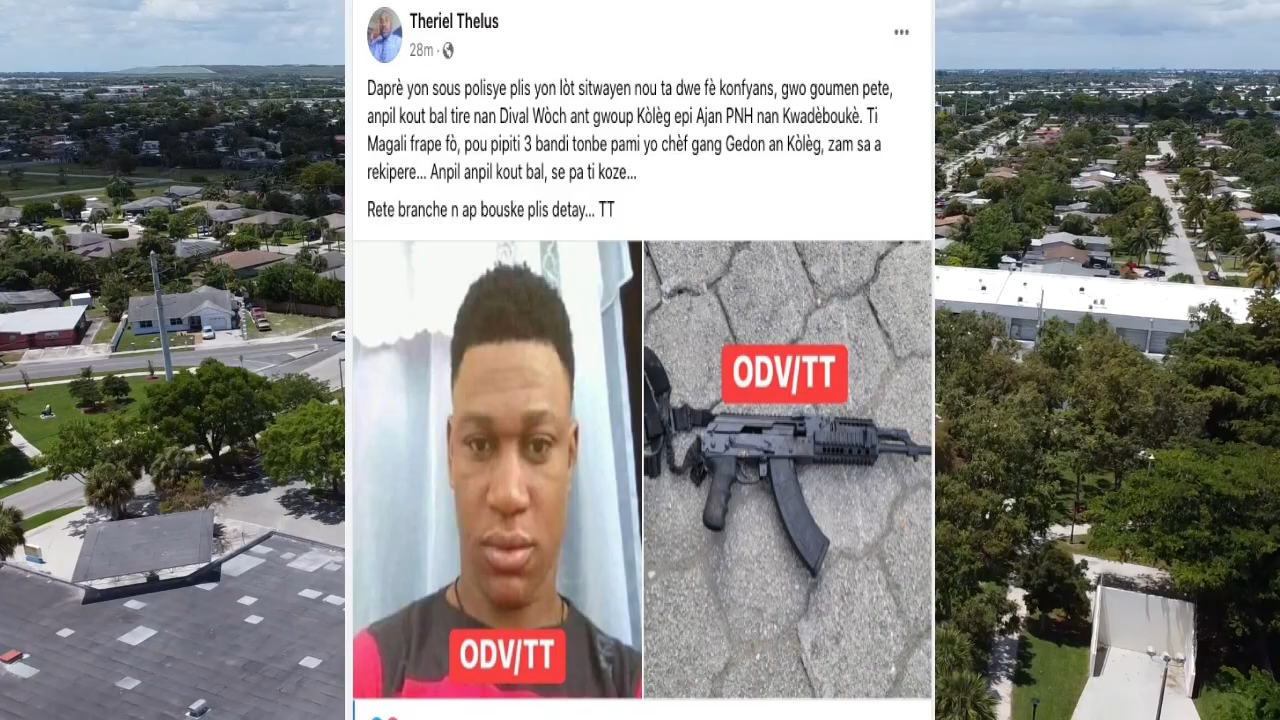 Theriel Thelus
28m ·
Daprè yon sous polisye plis yon lòt sitwayen nou ta dwe fè konfyans, gwo goumen pete,
anpil kout bal tire nan Dival Wòch ant gwoup Kòlèg epi Ajan PNH nan Kwadèboukè. Ti
Magali frape fò, pou pipiti 3 bandi tonbe pami yo chèf gang Gedon an Kòlèg, zam sa a
rekipere... Anpil anpil kout bal, se pa ti koze...
Rete branche n ap bouske plis detay... TT
ODV/TT
ODV/TT